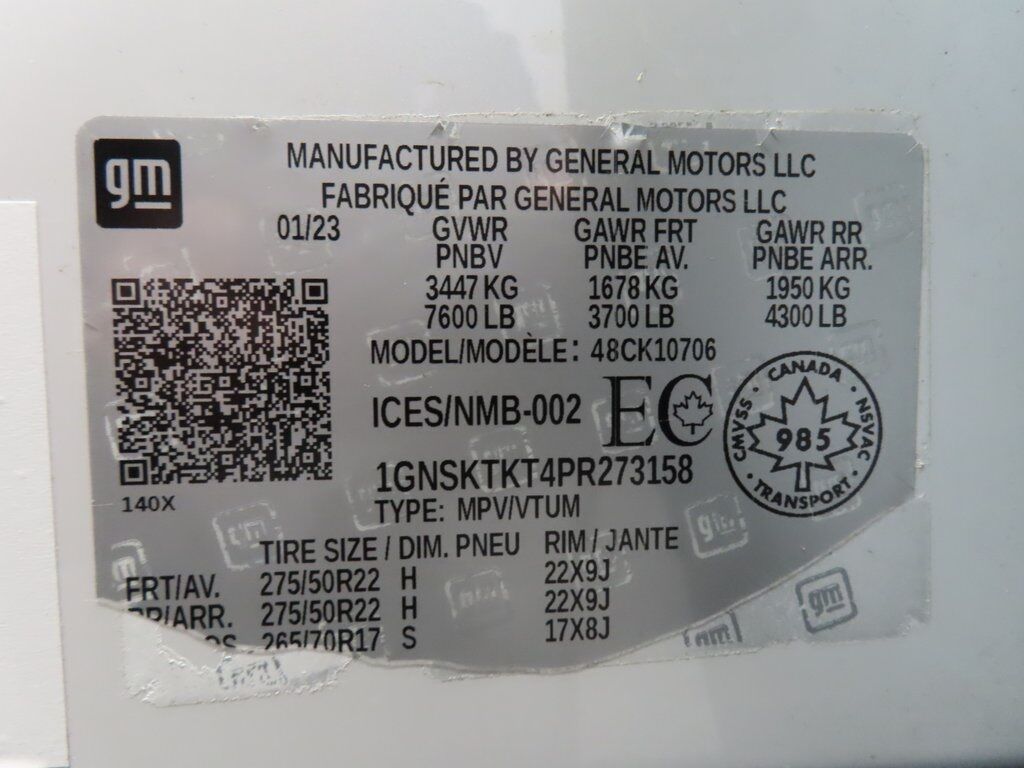 gm
MANUFACTURED BY GENERAL MOTORS LLC
FABRIQUÉ PAR GENERAL MOTORS LLC
01/23 GVWR GAWR FRT GAWR RR
PNBV PNBE AV. PNBE ARR.
3447 KG 1678 KG 1950 KG
7600 LB 3700 LB 4300 LB
MODEL/MODÈLE: 48CK10706
ICES/NMB-002 EC
CANADA
CMVSS · NSVAC
985
TRANSPORT
1GNSKTKT4PR273158
140X
TYPE: MPV/VTUM
TIRE SIZE / DIM. PNEU RIM / JANTE
FRT/AV. 275/50R22 H 22X9J
RR/ARR. 275/50R22 H 22X9J
265/70R17 S 17X8J
gm